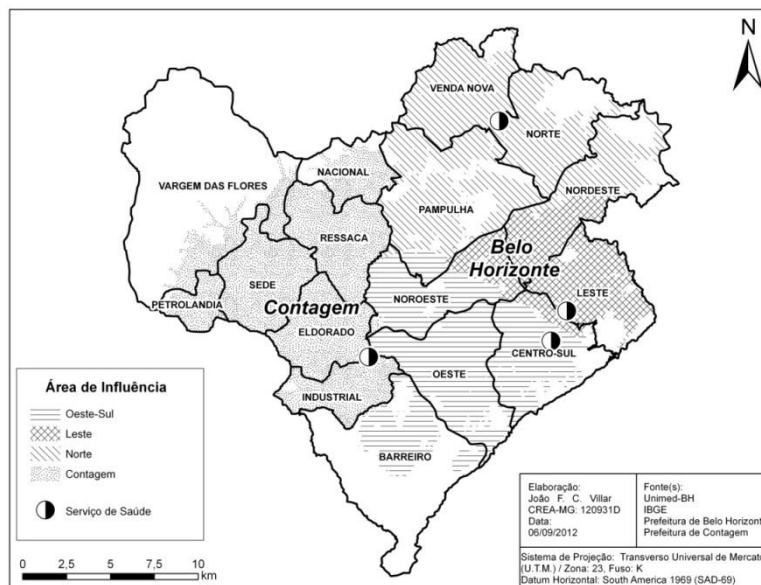 N
VENDA NOVA
NORTE
NACIONAL
VARGEM DAS FLORES
NORDESTE
PAMPULHA
RESSACA
Belo
Horizonte
SEDE
NOROESTE
LESTE
PETROLANDIA
Contagem
ELDORADO
CENTRO-SUL
OESTE
INDUSTRIAL
BARREIRO
Área de Influência
Oeste-Sul
Leste
Norte
Contagem
Serviço de Saúde
0 2,5 5 10
km
Elaboração:
João F. C. Villar
CREA-MG: 120931D
Data:
06/09/2012
Fonte(s):
Unimed-BH
IBGE
Prefeitura de Belo Horizont
Prefeitura de Contagem
Sistema de Projeção: Transverso Universal de Mercato
(U.T.M.) / Zona: 23, Fuso: K
Datum Horizontal: South America 1969 (SAD-69)